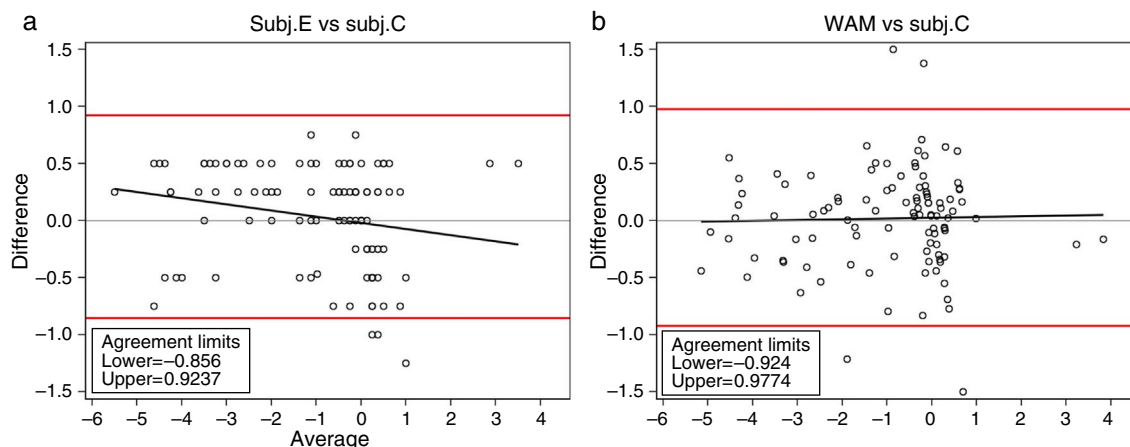 a
Subj.E vs subj.C
1.5
1.0
0.5
0.0
−0.5
−1.0
−1.5
Difference
Agreement limits
Lower=−0.856
Upper=0.9237
−6 −5 −4 −3 −2 −1 0 1 2 3 4
Average
b
WAM vs subj.C
1.5
1.0
0.5
0.0
−0.5
−1.0
−1.5
Difference
Agreement limits
Lower=−0.924
Upper=0.9774
−6 −5 −4 −3 −2 −1 0 1 2 3 4